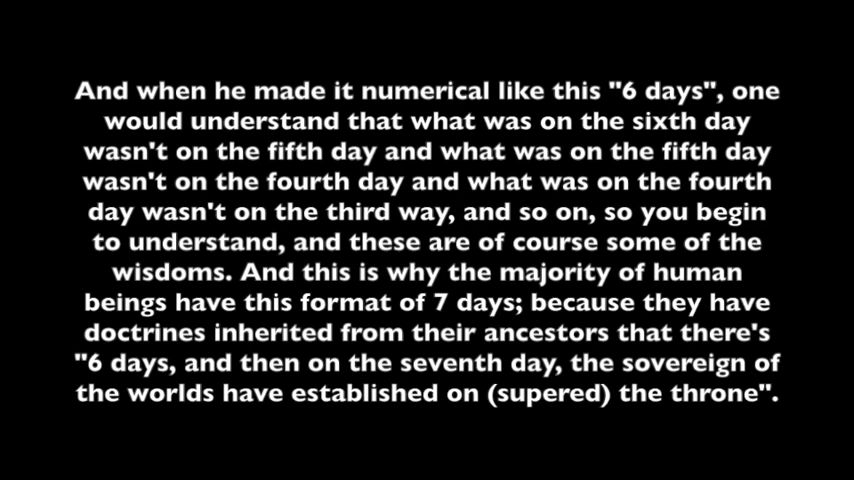 And when he made it numerical like this "6 days", one
would understand that what was on the sixth day
wasn't on the fifth day and what was on the fifth day
wasn't on the fourth day and what was on the fourth
day wasn't on the third way, and so on, so you begin
to understand, and these are of course some of the
wisdoms. And this is why the majority of human
beings have this format of 7 days; because they have
doctrines inherited from their ancestors that there's
"6 days, and then on the seventh day, the sovereign of
the worlds have established on (supered) the throne".